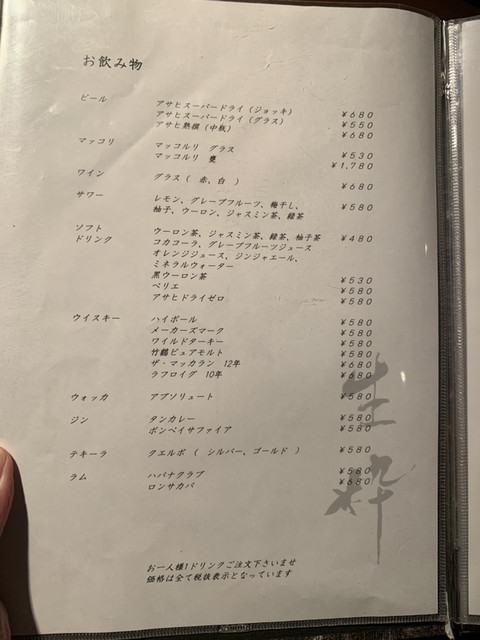 お飲み物
ビール アサヒスーパードライ(ジョッキ) ¥680
アサヒスーパードライ(グラス) ¥550
アサヒ熟撰(中瓶) ¥680
マッコリ マッコルリ グラス ¥530
マッコルリ 甕 ¥1,780
ワイン グラス( 赤、白 ) ¥680
サワー レモン、グレープフルーツ、梅干し、 ¥580
柚子、ウーロン、ジャスミン茶、緑茶
ソフト ウーロン茶、ジャスミン茶、緑茶、柚子茶 ¥480
ドリンク コカコーラ、グレープフルーツジュース
オレンジジュース、ジンジャエール、
ミネラルウォーター
黒ウーロン茶 ¥530
ペリエ ¥580
アサヒドライゼロ ¥580
ウイスキー ハイボール ¥580
メーカーズマーク ¥580
ワイルドターキー ¥580
竹鶴ピュアモルト ¥580
ザ・マッカラン 12年 ¥680
ラフロイグ 10年 ¥680
ウォッカ アブソリュート ¥580
ジン タンカレー ¥580
ボンベイサファイア ¥580
テキーラ クエルボ( シルバー、ゴールド ) ¥580
ラム ハバナクラブ ¥580
ロンサカパ ¥680
粋
お一人様1ドリンクご注文下さいませ
価格は全て税抜表示となっています